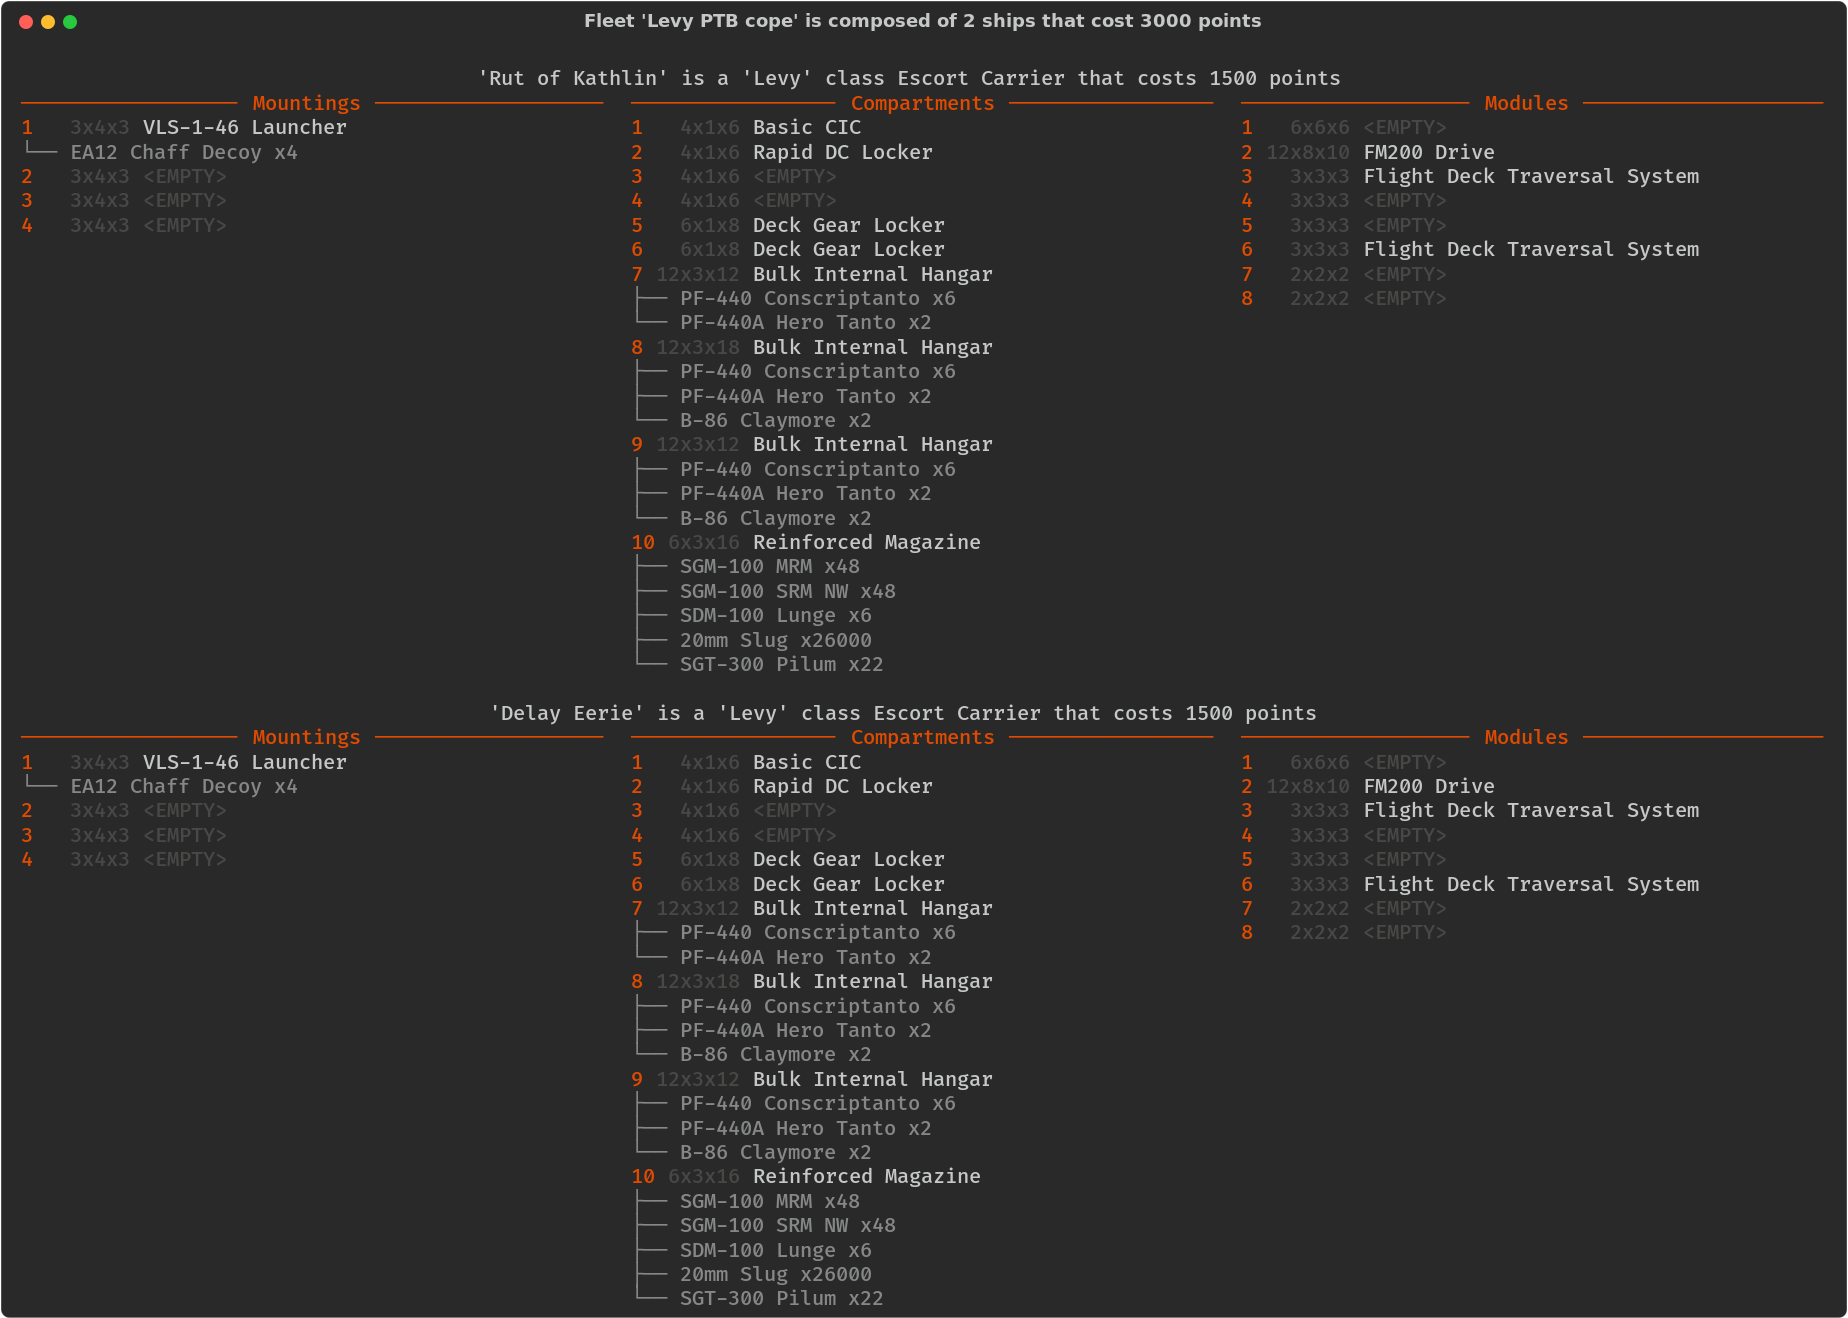 Fleet 'Levy PTB cope' is composed of 2 ships that cost 3000 points
'Rut of Kathlin' is a 'Levy' class Escort Carrier that costs 1500 points
Mountings
1 3x4x3 VLS-1-46 Launcher
EA12 Chaff Decoy x4
2 3x4x3 <EMPTY>
3 3x4x3 <EMPTY>
4 3x4x3 <EMPTY>
Compartments
1 4x1x6 Basic CIC
2 4x1x6 Rapid DC Locker
3 4x1x6 <EMPTY>
4 4x1x6 <EMPTY>
5 6x1x8 Deck Gear Locker
6 6x1x8 Deck Gear Locker
7 12x3x12 Bulk Internal Hangar
PF-440 Conscriptanto x6
PF-440A Hero Tanto x2
8 12x3x18 Bulk Internal Hangar
PF-440 Conscriptanto x6
PF-440A Hero Tanto x2
B-86 Claymore x2
9 12x3x12 Bulk Internal Hangar
PF-440 Conscriptanto x6
PF-440A Hero Tanto x2
B-86 Claymore x2
10 6x3x16 Reinforced Magazine
SGM-100 MRM x48
SGM-100 SRM NW x48
SDM-100 Lunge x6
20mm Slug x26000
SGT-300 Pilum x22
Modules
1 6x6x6 <EMPTY>
2 12x8x10 FM200 Drive
3 3x3x3 Flight Deck Traversal System
4 3x3x3 <EMPTY>
5 3x3x3 <EMPTY>
6 3x3x3 Flight Deck Traversal System
7 2x2x2 <EMPTY>
8 2x2x2 <EMPTY>
'Delay Eerie' is a 'Levy' class Escort Carrier that costs 1500 points
Mountings
1 3x4x3 VLS-1-46 Launcher
EA12 Chaff Decoy x4
2 3x4x3 <EMPTY>
3 3x4x3 <EMPTY>
4 3x4x3 <EMPTY>
Compartments
1 4x1x6 Basic CIC
2 4x1x6 Rapid DC Locker
3 4x1x6 <EMPTY>
4 4x1x6 <EMPTY>
5 6x1x8 Deck Gear Locker
6 6x1x8 Deck Gear Locker
7 12x3x12 Bulk Internal Hangar
PF-440 Conscriptanto x6
PF-440A Hero Tanto x2
8 12x3x18 Bulk Internal Hangar
PF-440 Conscriptanto x6
PF-440A Hero Tanto x2
B-86 Claymore x2
9 12x3x12 Bulk Internal Hangar
PF-440 Conscriptanto x6
PF-440A Hero Tanto x2
B-86 Claymore x2
10 6x3x16 Reinforced Magazine
SGM-100 MRM x48
SGM-100 SRM NW x48
SDM-100 Lunge x6
20mm Slug x26000
SGT-300 Pilum x22
Modules
1 6x6x6 <EMPTY>
2 12x8x10 FM200 Drive
3 3x3x3 Flight Deck Traversal System
4 3x3x3 <EMPTY>
5 3x3x3 <EMPTY>
6 3x3x3 Flight Deck Traversal System
7 2x2x2 <EMPTY>
8 2x2x2 <EMPTY>